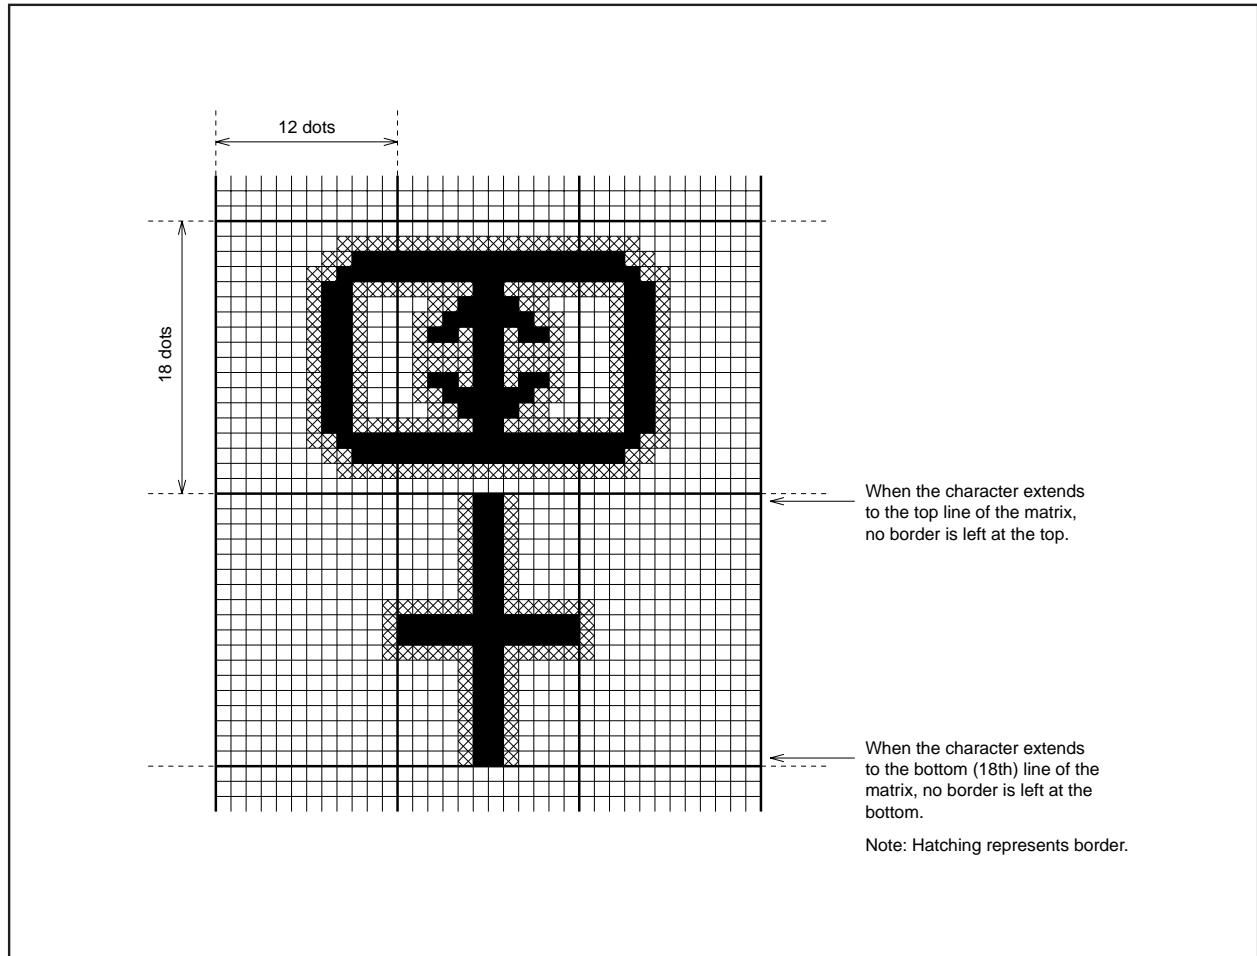 12 dots
18 dots
When the character extends
to the top line of the matrix,
no border is left at the top.
When the character extends
to the bottom (18th) line of the
matrix, no border is left at the
bottom.
Note: Hatching represents border.